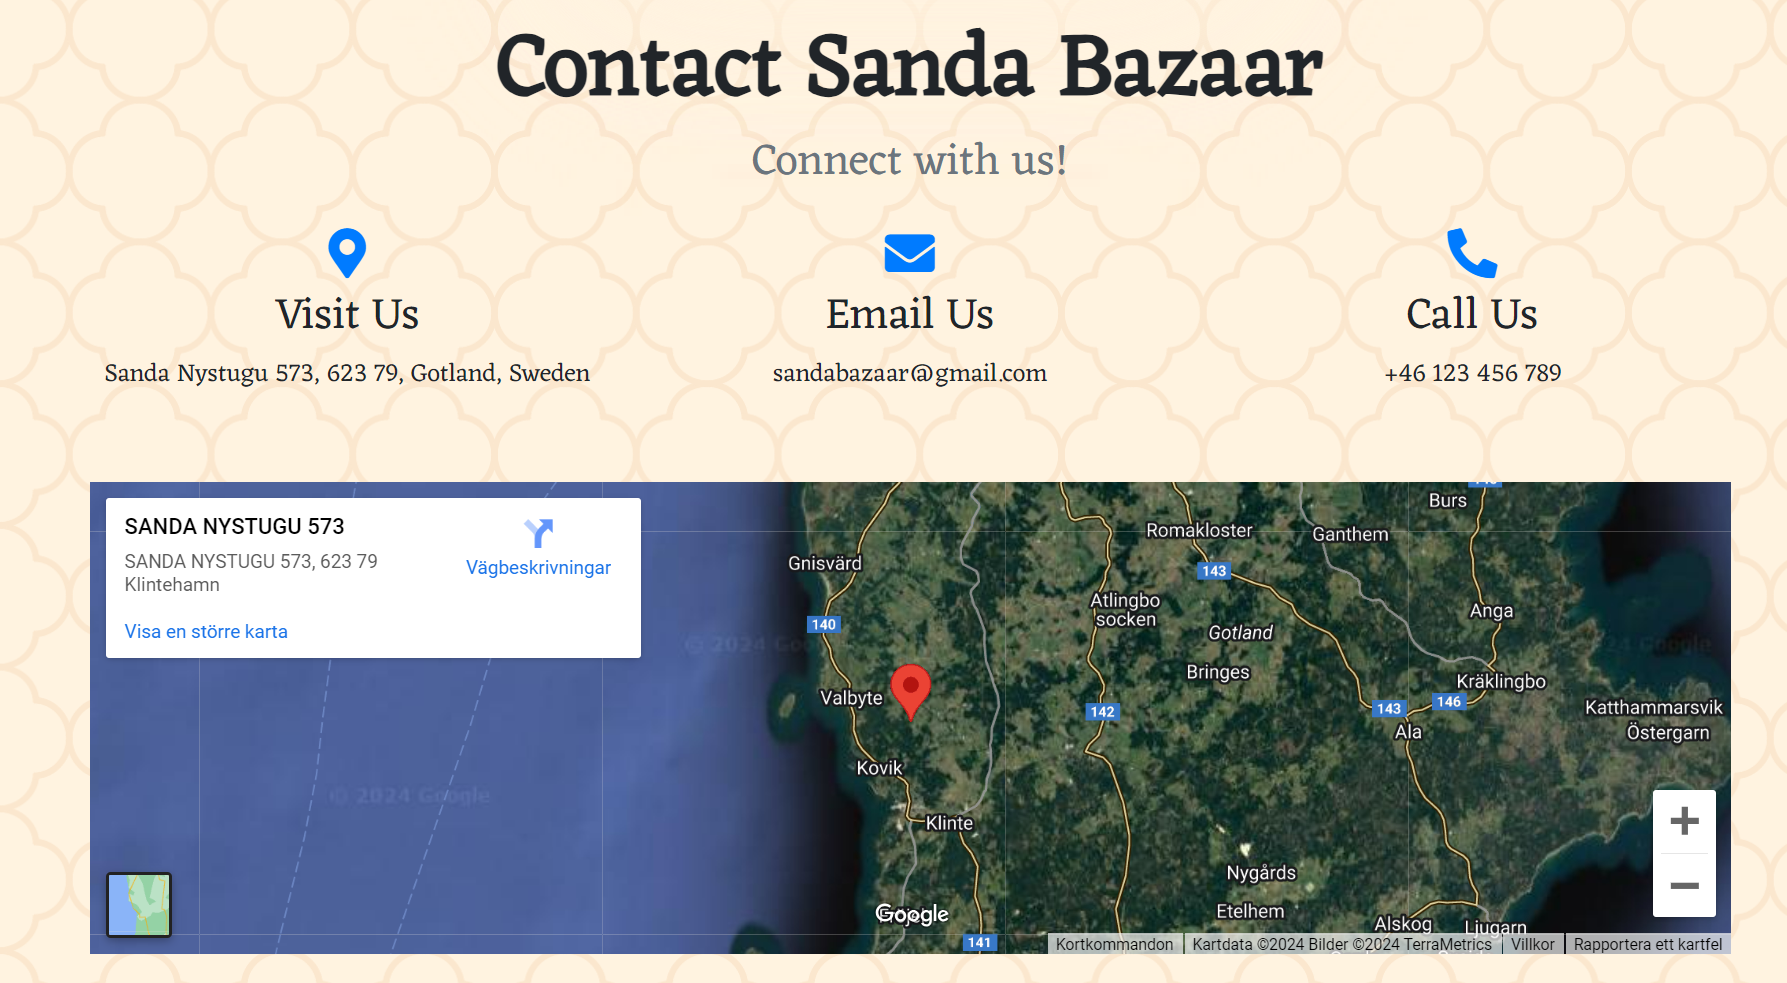 Contact Sanda Bazaar
Connect with us!
Visit Us
Sanda Nystugu 573, 623 79, Gotland, Sweden
Email Us
sandabazaar@gmail.com
Call Us
+46 123 456 789
SANDA NYSTUGU 573
SANDA NYSTUGU 573, 623 79
Klintehamn
Vägbeskrivningar
Visa en större karta
Burs
Romakloster
Ganthem
Gnisvärd
143
Atlingbo
socken
Anga
140
Gotland
© 2024 Google
Bringes
Kräklingbo
Valbyte
146
143
142
Katthammarsvik
Östergarn
Ala
Kovik
© 2024 Google
Klinte
Nygårds
Etelhem
Google
Alskog
Ljugarn
141
Kortkommandon
Kartdata ©2024 Bilder ©2024 TerraMetrics
Villkor
Rapportera ett kartfel